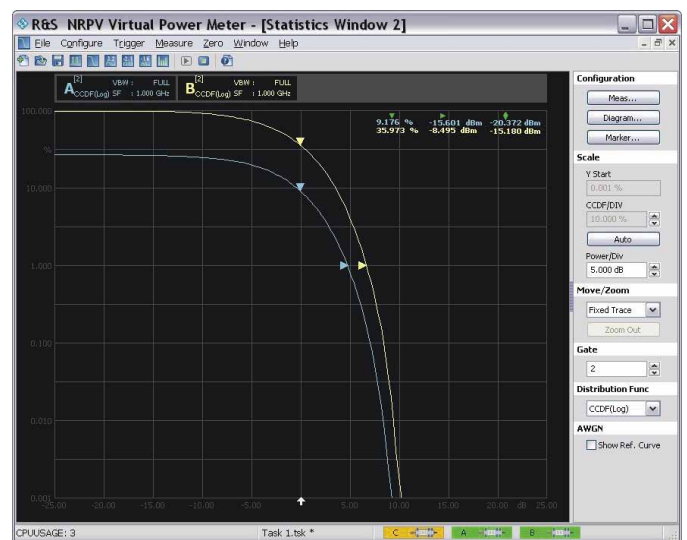 R&S NRPV Virtual Power Meter - [Statistics Window 2]
File Configure Trigger Measure Zero Window Help
A [2] VBW : FULL
CCDF(Log) SF : 1.000 GHz
B [2] VBW : FULL
CCDF(Log) SF : 1.000 GHz
100.000
9.176 % -15.601 dBm -20.372 dBm
35.973 % -8.495 dBm -15.180 dBm
%
10.000
1.000
0.100
0.010
0.001
-25.00 -20.00 -15.00 -10.00 -5.00 5.00 10.00 15.00 20.00 dB 25.00
Configuration
Meas...
Diagram...
Marker...
Scale
Y Start
0.001 %
CCDF/DIV
10.000 %
Auto
Power/Div
5.000 dB
Move/Zoom
Fixed Trace
Zoom Out
Gate
2
Distribution Func
CCDF(Log)
AWGN
Show Ref. Curve
CPUUSAGE: 3 Task 1.tsk * C A B